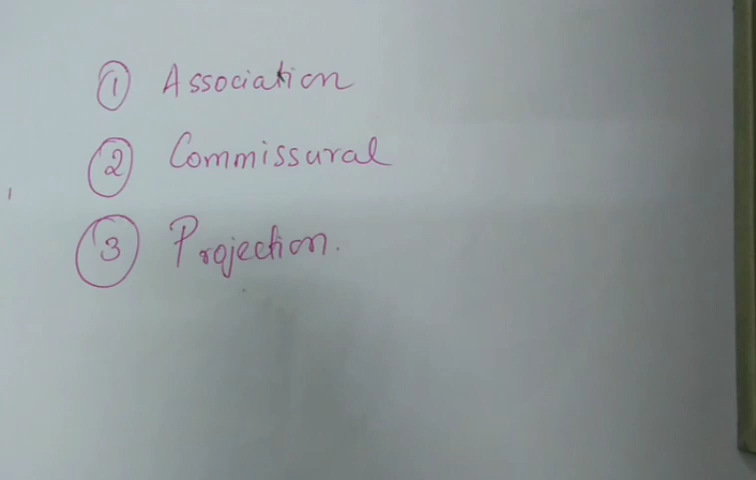 ① Association
② Commissural
③ Projection.